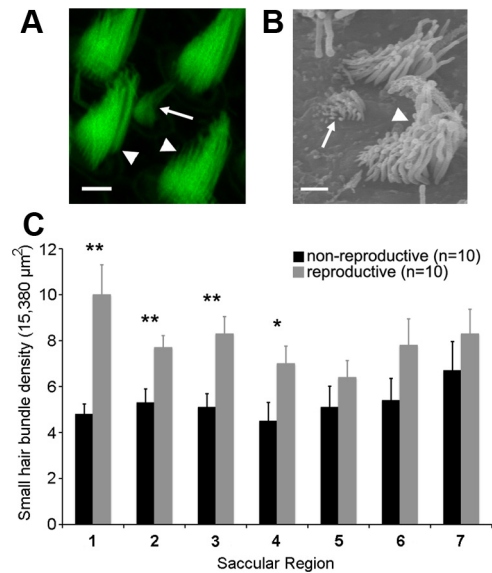 A
B
C
Small hair bundle density (15,380 µm²)
12
10
8
6
4
2
0
**
**
**
*
non-reproductive (n=10)
reproductive (n=10)
1 2 3 4 5 6 7
Saccular Region